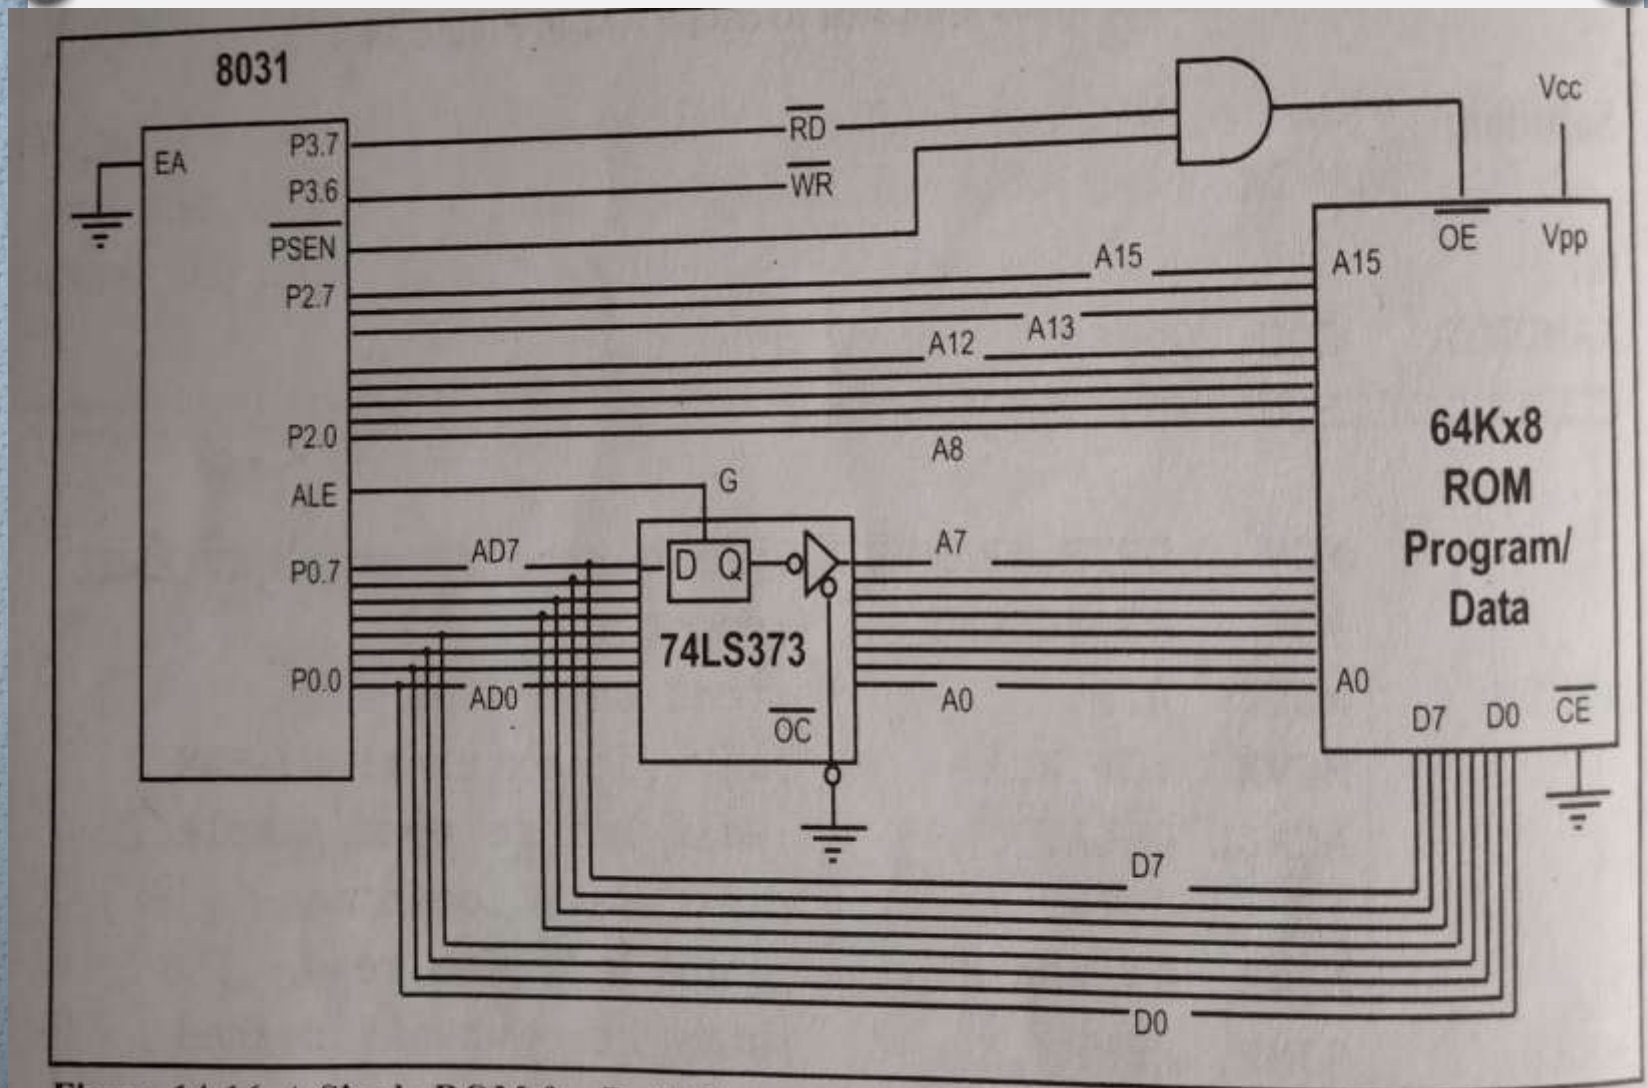 8031
Vcc
P3.7
RD
EA
P3.6
WR
PSEN
OE
Vpp
A15
A15
P2.7
A13
A12
P2.0
A8
64Kx8
ROM
Program/
Data
ALE
G
AD7
A7
P0.7
D Q
74LS373
P0.0
AD0
A0
A0
OC
D7
D0
CE
D7
D0